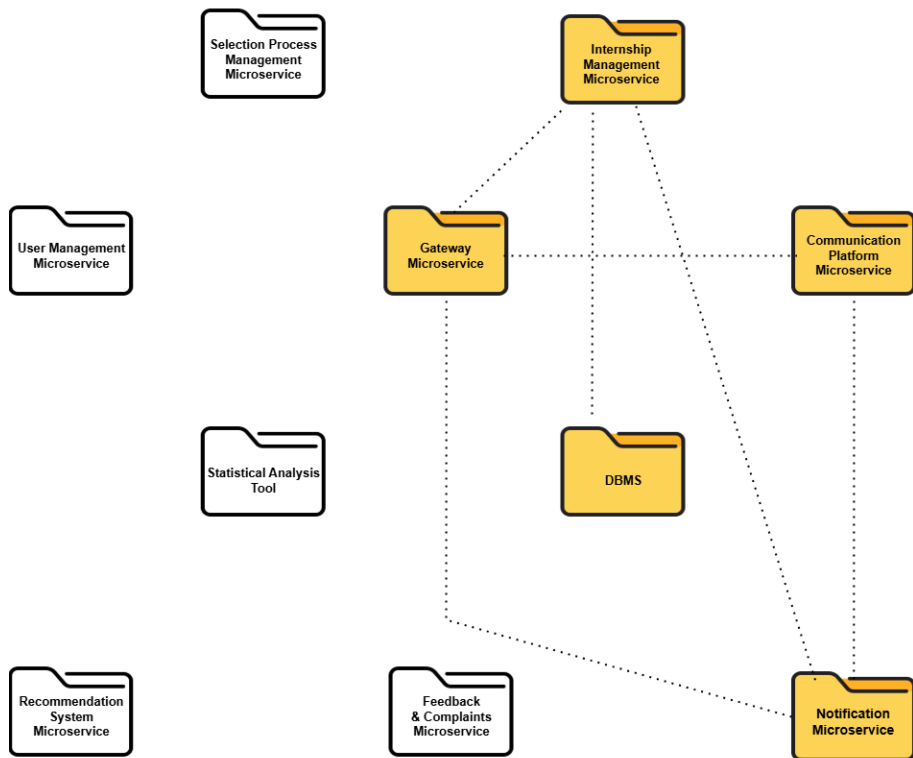 Selection Process
Management
Microservice
Internship
Management
Microservice
User Management
Microservice
Gateway
Microservice
Communication
Platform
Microservice
Statistical Analysis
Tool
DBMS
Recommendation
System
Microservice
Feedback
& Complaints
Microservice
Notification
Microservice